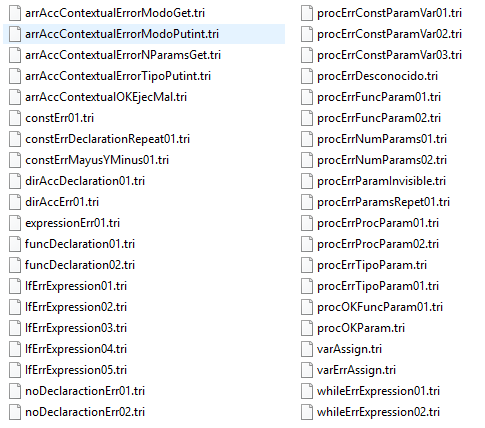 arrAccContextualErrorModoGet.tri
arrAccContextualErrorModoPutint.tri
arrAccContextualErrorNParamsGet.tri
arrAccContextualErrorTipoPutint.tri
arrAccContextualOKEjecMal.tri
constErr01.tri
constErrDeclarationRepeat01.tri
constErrMayusYMinus01.tri
dirAccDeclaration01.tri
dirAccErr01.tri
expressionErr01.tri
funcDeclaration01.tri
funcDeclaration02.tri
IfErrExpression01.tri
IfErrExpression02.tri
IfErrExpression03.tri
IfErrExpression04.tri
IfErrExpression05.tri
noDeclaractionErr01.tri
noDeclaractionErr02.tri
procErrConstParamVar01.tri
procErrConstParamVar02.tri
procErrConstParamVar03.tri
procErrDesconocido.tri
procErrFuncParam01.tri
procErrFuncParam02.tri
procErrNumParams01.tri
procErrNumParams02.tri
procErrParamInvisible.tri
procErrParamsRepet01.tri
procErrProcParam01.tri
procErrProcParam02.tri
procErrTipoParam.tri
procErrTipoParam01.tri
procOKFuncParam01.tri
procOKParam.tri
varAssign.tri
varErrAssign.tri
whileErrExpression01.tri
whileErrExpression02.tri